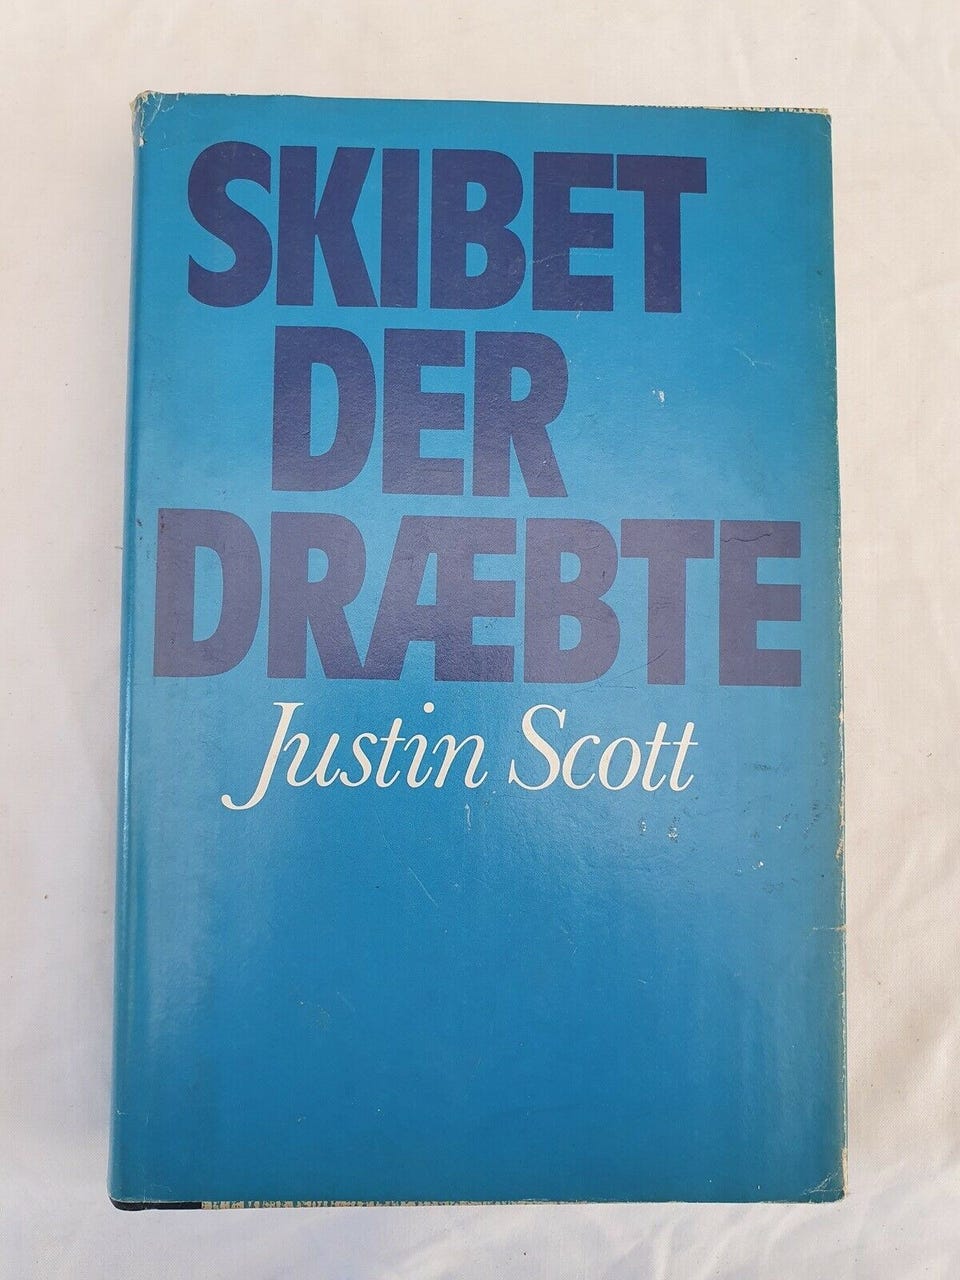 SKIBET
DER
DRÆBTE
Justin Scott